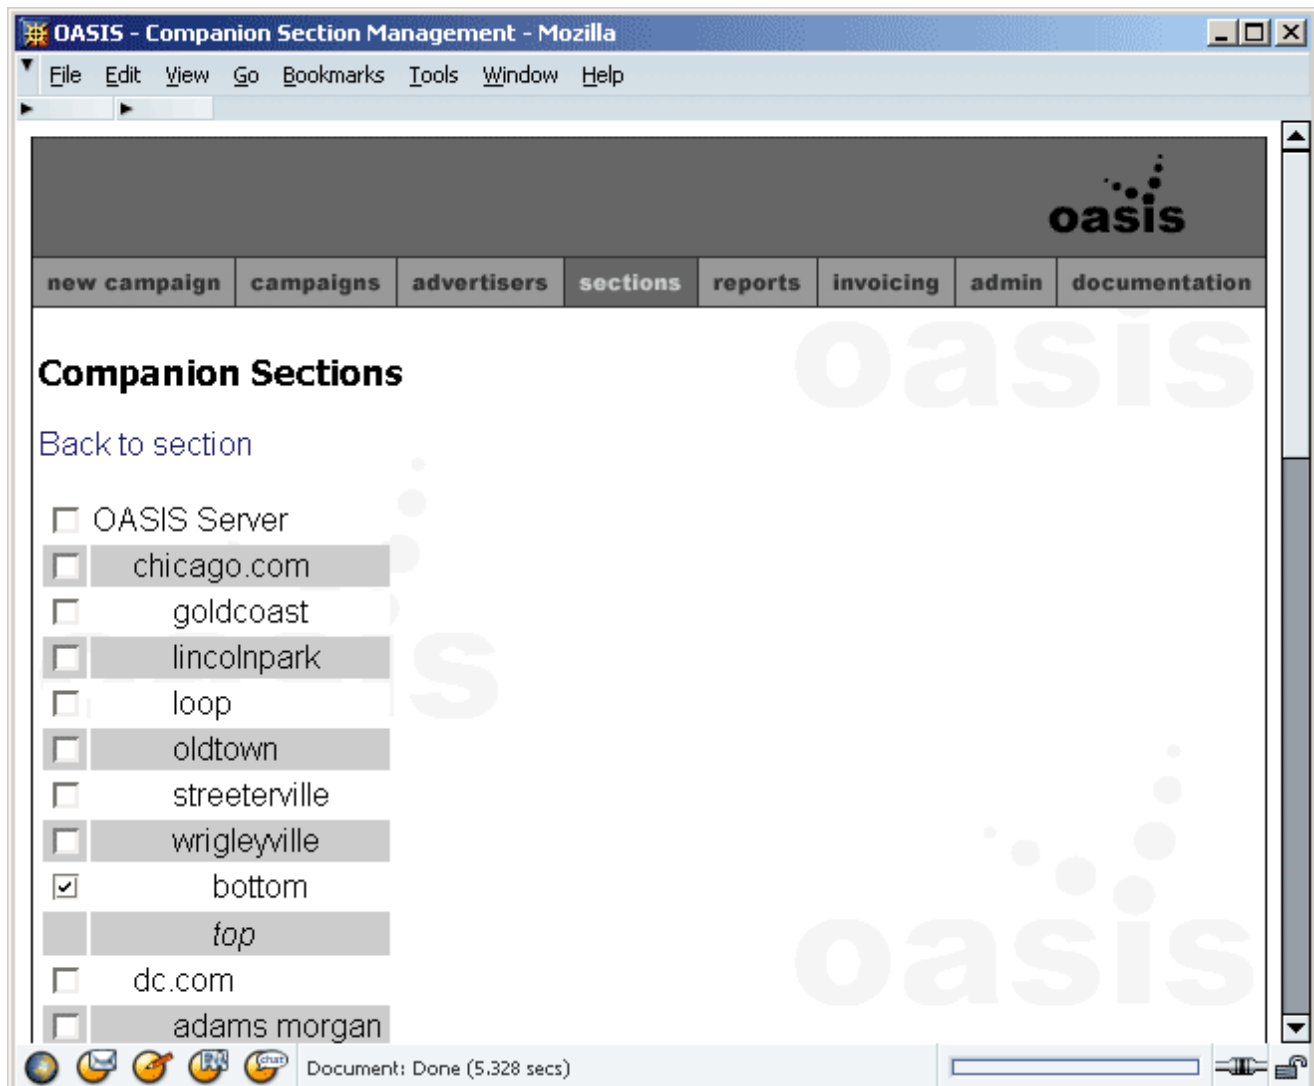 OASIS - Companion Section Management - Mozilla
File Edit View Go Bookmarks Tools Window Help
oasis
new campaign campaigns advertisers sections reports invoicing admin documentation
oasis
Companion Sections
Back to section
OASIS Server
chicago.com
goldcoast
lincolnpark
loop
oldtown
streeterville
wrigleyville
bottom
top
oasis
dc.com
adams morgan
Document: Done (5.328 secs)